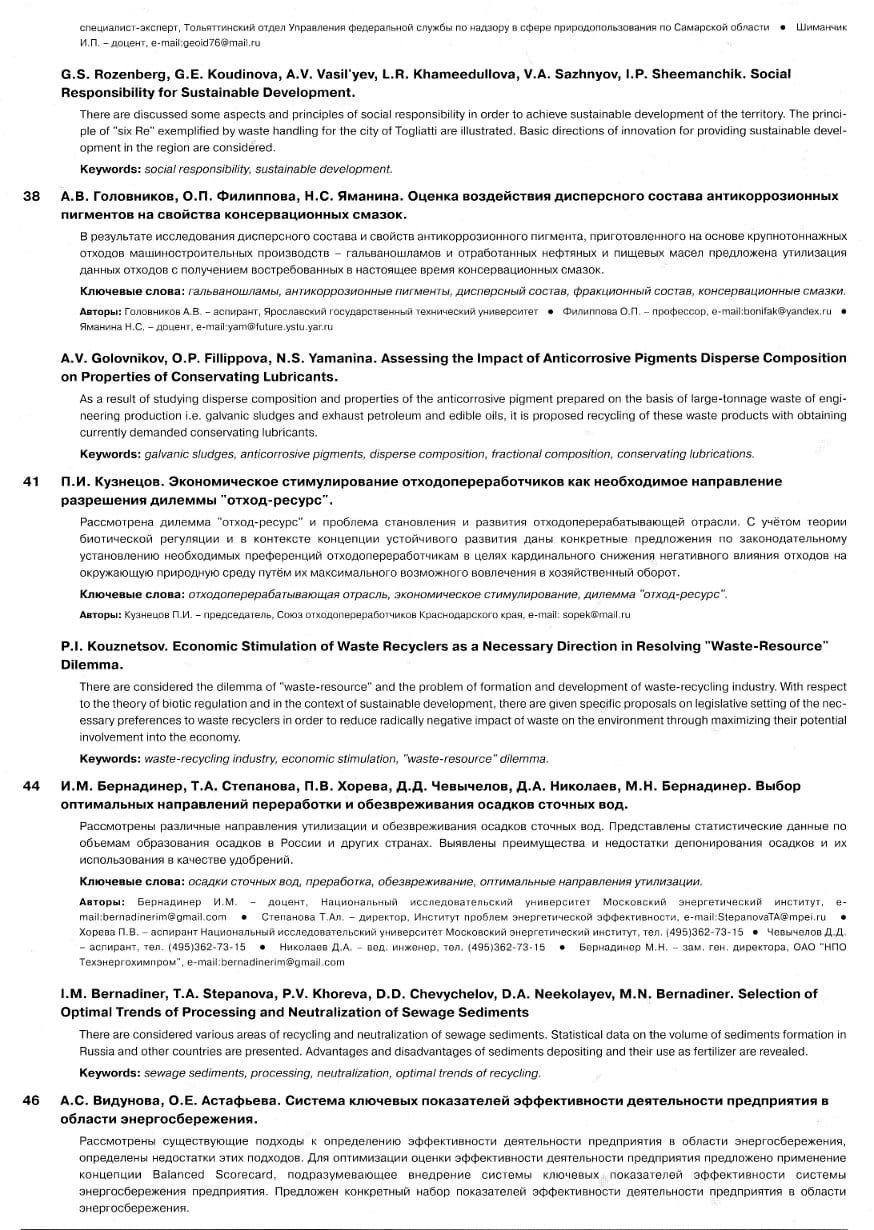 специалист-эксперт, Тольяттинский отдел Управления федеральной службы по надзору в сфере природопользования по Самарской области ● Шиманчик
И.П. – доцент, e-mail:geoid76@mail.ru
G.S. Rozenberg, G.E. Koudinova, A.V. Vasil'yev, L.R. Khameedullova, V.A. Sazhnyov, I.P. Sheemanchik. Social
Responsibility for Sustainable Development.
There are discussed some aspects and principles of social responsibility in order to achieve sustainable development of the territory. The princi-
ple of "six Re" exemplified by waste handling for the city of Togliatti are illustrated. Basic directions of innovation for providing sustainable devel-
opment in the region are considered.
Keywords: social responsibility, sustainable development.
38 А.В. Головников, О.П. Филиппова, Н.С. Яманина. Оценка воздействия дисперсного состава антикоррозионных
пигментов на свойства консервационных смазок.
В результате исследования дисперсного состава и свойств антикоррозионного пигмента, приготовленного на основе крупнотоннажных
отходов машиностроительных производств – гальваношламов и отработанных нефтяных и пищевых масел предложена утилизация
данных отходов с получением востребованных в настоящее время консервационных смазок.
Ключевые слова: гальваношламы, антикоррозионные пигменты, дисперсный состав, фракционный состав, консервационные смазки.
Авторы: Головников А.В. – аспирант, Ярославский государственный технический университет ● Филиппова О.П. – профессор, e-mail:bonifak@yandex.ru ●
Яманина Н.С. – доцент, e-mail:yam@future.ystu.yar.ru
A.V. Golovnikov, O.P. Fillippova, N.S. Yamanina. Assessing the Impact of Anticorrosive Pigments Disperse Composition
on Properties of Conservating Lubricants.
As a result of studying disperse composition and properties of the anticorrosive pigment prepared on the basis of large-tonnage waste of engi-
neering production i.e. galvanic sludges and exhaust petroleum and edible oils, it is proposed recycling of these waste products with obtaining
currently demanded conservating lubricants.
Keywords: galvanic sludges, anticorrosive pigments, disperse composition, fractional composition, conservating lubrications.
41 П.И. Кузнецов. Экономическое стимулирование отходопереработчиков как необходимое направление
разрешения дилеммы "отход-ресурс".
Рассмотрена дилемма "отход-ресурс" и проблема становления и развития отходоперерабатывающей отрасли. С учётом теории
биотической регуляции и в контексте концепции устойчивого развития даны конкретные предложения по законодательному
установлению необходимых преференций отходопереработчикам в целях кардинального снижения негативного влияния отходов на
окружающую природную среду путём их максимального возможного вовлечения в хозяйственный оборот.
Ключевые слова: отходоперерабатывающая отрасль, экономическое стимулирование, дилемма "отход-ресурс".
Авторы: Кузнецов П.И. – председатель, Союз отходопереработчиков Краснодарского края, e-mail: sopek@mail.ru
P.I. Kouznetsov. Economic Stimulation of Waste Recyclers as a Necessary Direction in Resolving "Waste-Resource"
Dilemma.
There are considered the dilemma of "waste-resource" and the problem of formation and development of waste-recycling industry. With respect
to the theory of biotic regulation and in the context of sustainable development, there are given specific proposals on legislative setting of the nec-
essary preferences to waste recyclers in order to reduce radically negative impact of waste on the environment through maximizing their potential
involvement into the economy.
Keywords: waste-recycling industry, economic stimulation, "waste-resource" dilemma.
44 И.М. Бернадинер, Т.А. Степанова, П.В. Хорева, Д.Д. Чевычелов, Д.А. Николаев, М.Н. Бернадинер. Выбор
оптимальных направлений переработки и обезвреживания осадков сточных вод.
Рассмотрены различные направления утилизации и обезвреживания осадков сточных вод. Представлены статистические данные по
объемам образования осадков в России и других странах. Выявлены преимущества и недостатки депонирования осадков и их
использования в качестве удобрений.
Ключевые слова: осадки сточных вод, преработка, обезвреживание, оптимальные направления утилизации.
Авторы: Бернадинер И.М. – доцент, Национальный исследовательский университет Московский энергетический институт, e-
mail:bernadinerim@gmail.com ● Степанова Т.Ал. – директор, Институт проблем энергетической эффективности, e-mail:StepanovaTA@mpei.ru ●
Хорева П.В. – аспирант Национальный исследовательский университет Московский энергетический институт, тел. (495)362-73-15 ● Чевычелов Д.Д.
– аспирант, тел. (495)362-73-15 ● Николаев Д.А. – вед. инженер, тел. (495)362-73-15 ● Бернадинер М.Н. – зам. ген. директора, ОАО "НПО
Техэнергохимпром", e-mail:bernadinerim@gmail.com
I.M. Bernadiner, T.A. Stepanova, P.V. Khoreva, D.D. Chevychelov, D.A. Neekolayev, M.N. Bernadiner. Selection of
Optimal Trends of Processing and Neutralization of Sewage Sediments
There are considered various areas of recycling and neutralization of sewage sediments. Statistical data on the volume of sediments formation in
Russia and other countries are presented. Advantages and disadvantages of sediments depositing and their use as fertilizer are revealed.
Keywords: sewage sediments, processing, neutralization, optimal trends of recycling.
46 А.С. Видунова, О.Е. Астафьева. Система ключевых показателей эффективности деятельности предприятия в
области энергосбережения.
Рассмотрены существующие подходы к определению эффективности деятельности предприятия в области энергосбережения,
определены недостатки этих подходов. Для оптимизации оценки эффективности деятельности предприятия предложено применение
концепции Balanced Scorecard, подразумевающее внедрение системы ключевых показателей эффективности системы
энергосбережения предприятия. Предложен конкретный набор показателей эффективности деятельности предприятия в области
энергосбережения.